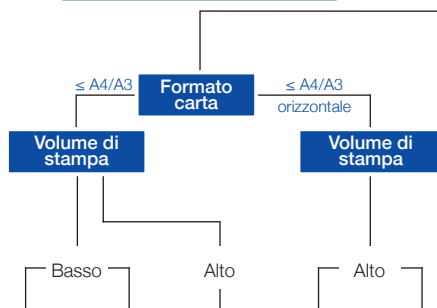 ≤ A4/A3
Formato
carta
≤ A4/A3
orizzontale
Volume di
stampa
Volume di
stampa
Basso
Alto
Alto